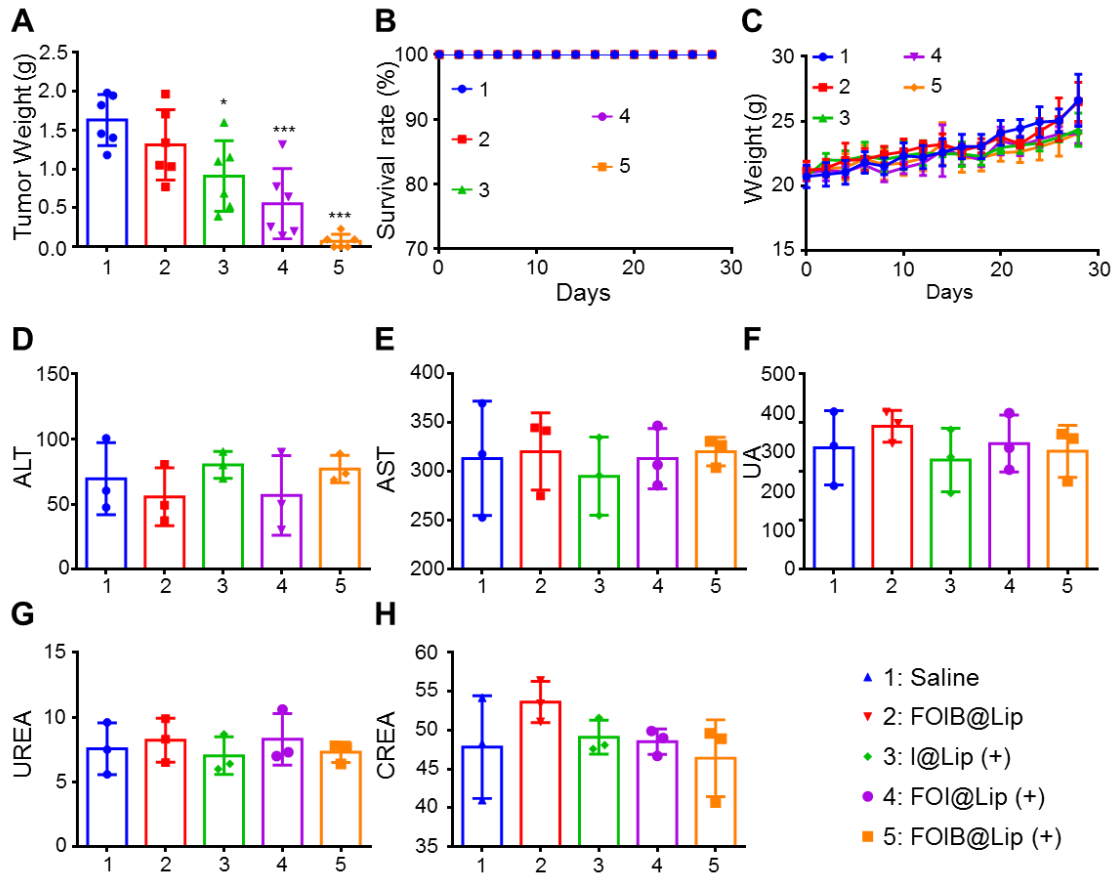 A
Tumor Weight (g)
2.5
2.0
1.5
1.0
0.5
0.0
*
***
***
1 2 3 4 5
B
Survival rate (%)
100
90
80
70
1
2
3
4
5
0 10 20 30
Days
C
Weight (g)
30
25
20
15
1
2
3
4
5
0 10 20 30
Days
D
ALT
150
100
50
0
1 2 3 4 5
E
AST
400
350
300
250
200
1 2 3 4 5
F
UA
500
400
300
200
100
0
1 2 3 4 5
G
UREA
15
10
5
0
1 2 3 4 5
H
CREA
60
55
50
45
40
35
1 2 3 4 5
1: Saline
2: FOIB@Lip
3: I@Lip (+)
4: FOI@Lip (+)
5: FOIB@Lip (+)